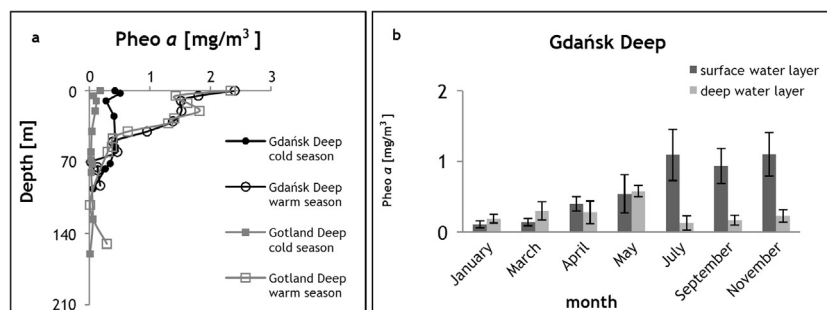 a
Pheo a [mg/m³ ]
0 1 2 3
0
70
140
210
Depth [m]
Gdańsk Deep
cold season
Gdańsk Deep
warm season
Gotland Deep
cold season
Gotland Deep
warm season
b
Gdańsk Deep
surface water layer
deep water layer
Pheo a [mg/m³]
2
1
0
January
March
April
May
July
September
November
month